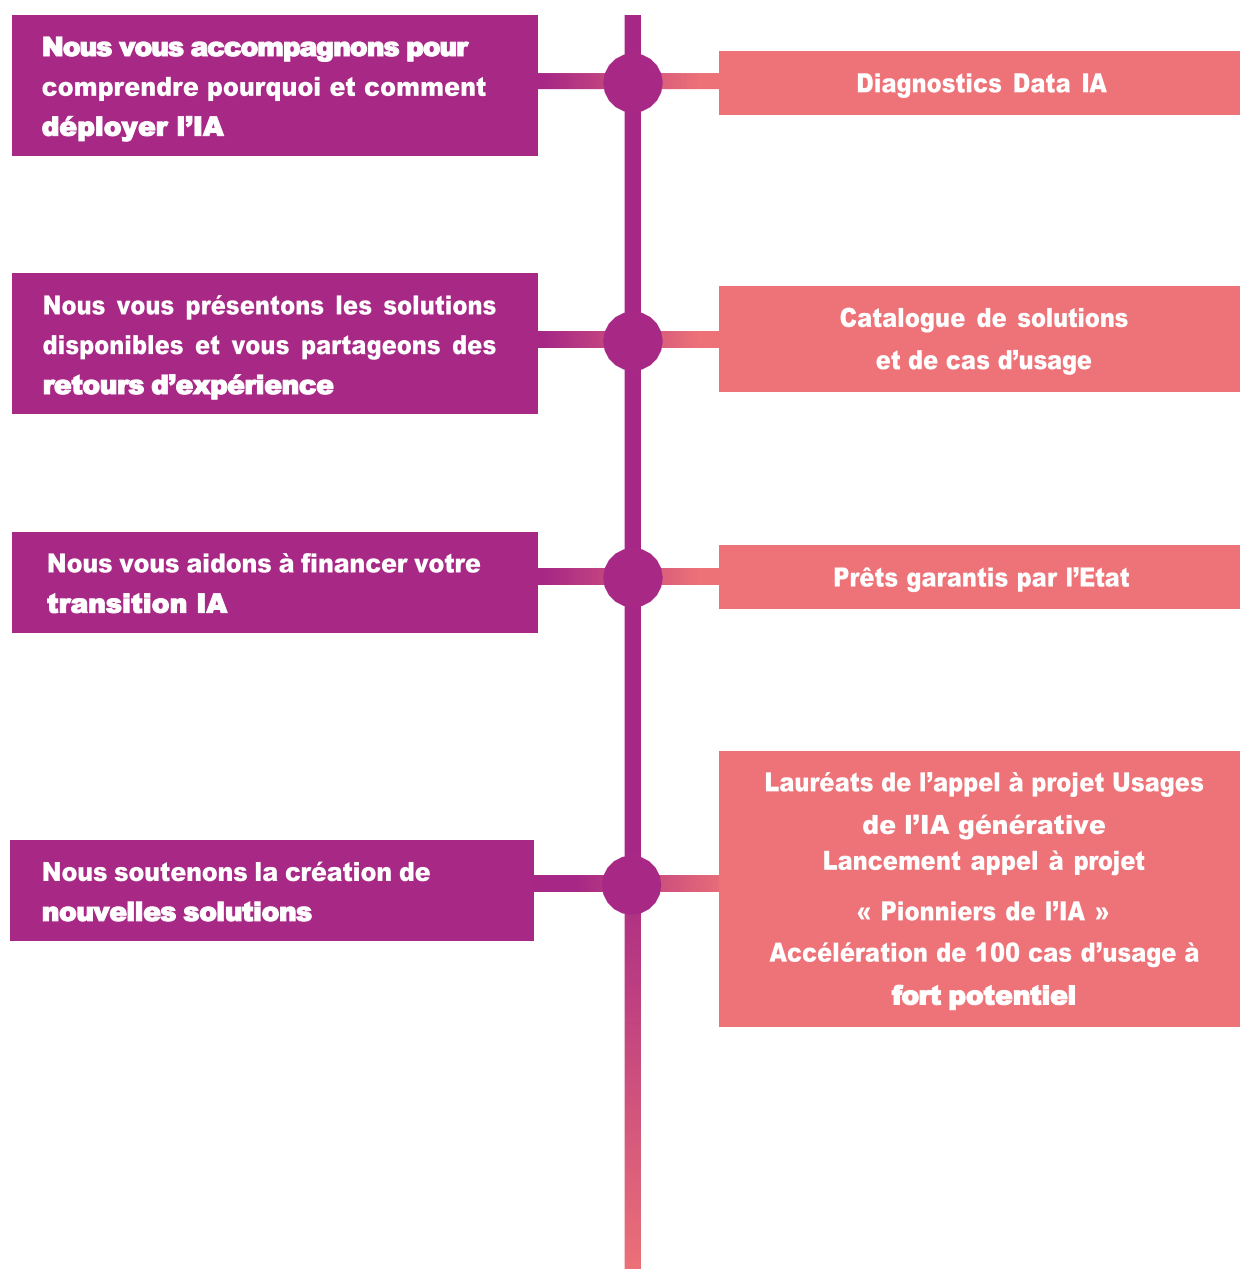 Nous vous accompagnons pour
comprendre pourquoi et comment
déployer l’IA
Diagnostics Data IA
Nous vous présentons les solutions
disponibles et vous partageons des
retours d’expérience
Catalogue de solutions
et de cas d’usage
Nous vous aidons à financer votre
transition IA
Prêts garantis par l’Etat
Nous soutenons la création de
nouvelles solutions
Lauréats de l’appel à projet Usages
de l’IA générative
Lancement appel à projet
« Pionniers de l’IA »
Accélération de 100 cas d’usage à
fort potentiel